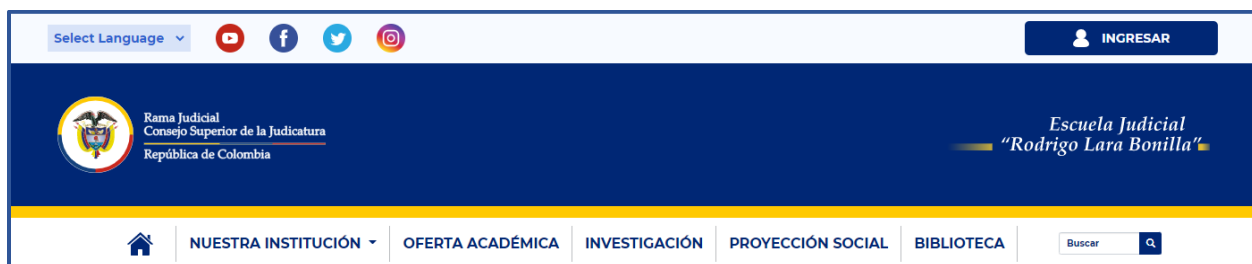 Select Language
INGRESAR
Rama Judicial
Consejo Superior de la Judicatura
República de Colombia
Escuela Judicial
“Rodrigo Lara Bonilla”
NUESTRA INSTITUCIÓN
OFERTA ACADÉMICA
INVESTIGACIÓN
PROYECCIÓN SOCIAL
BIBLIOTECA
Buscar